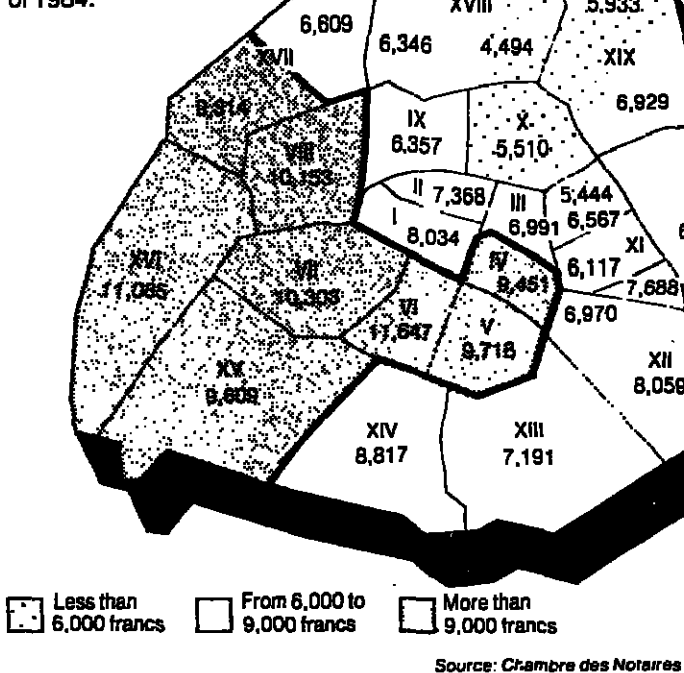 of 1984.
XVIII
5,933
6,609
6,346
4,494
XIX
XVII
6,929
IX
6,357
X
5,510
VIII
10,153
II
7,368
III
6,991
5,444
6,567
I
8,034
XI
6,117
7,688
XVI
VII
10,303
IV
9,451
6,970
VI
11,647
V
9,718
XII
8,059
XV
9,609
XIV
8,817
XIII
7,191
Less than
6,000 francs
From 6,000 to
9,000 francs
More than
9,000 francs
Source: Chambre des Notaires